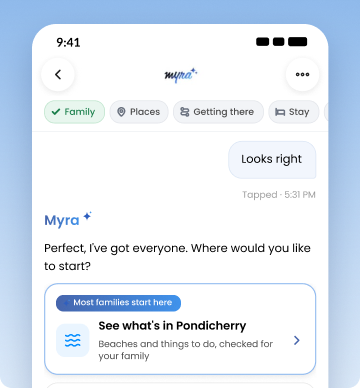 9:41
myra
Family
Places
Getting there
Stay
Looks right
Tapped · 5:31 PM
Myra
Perfect, I've got everyone. Where would you like
to start?
Most families start here
See what's in Pondicherry
Beaches and things to do, checked for
your family